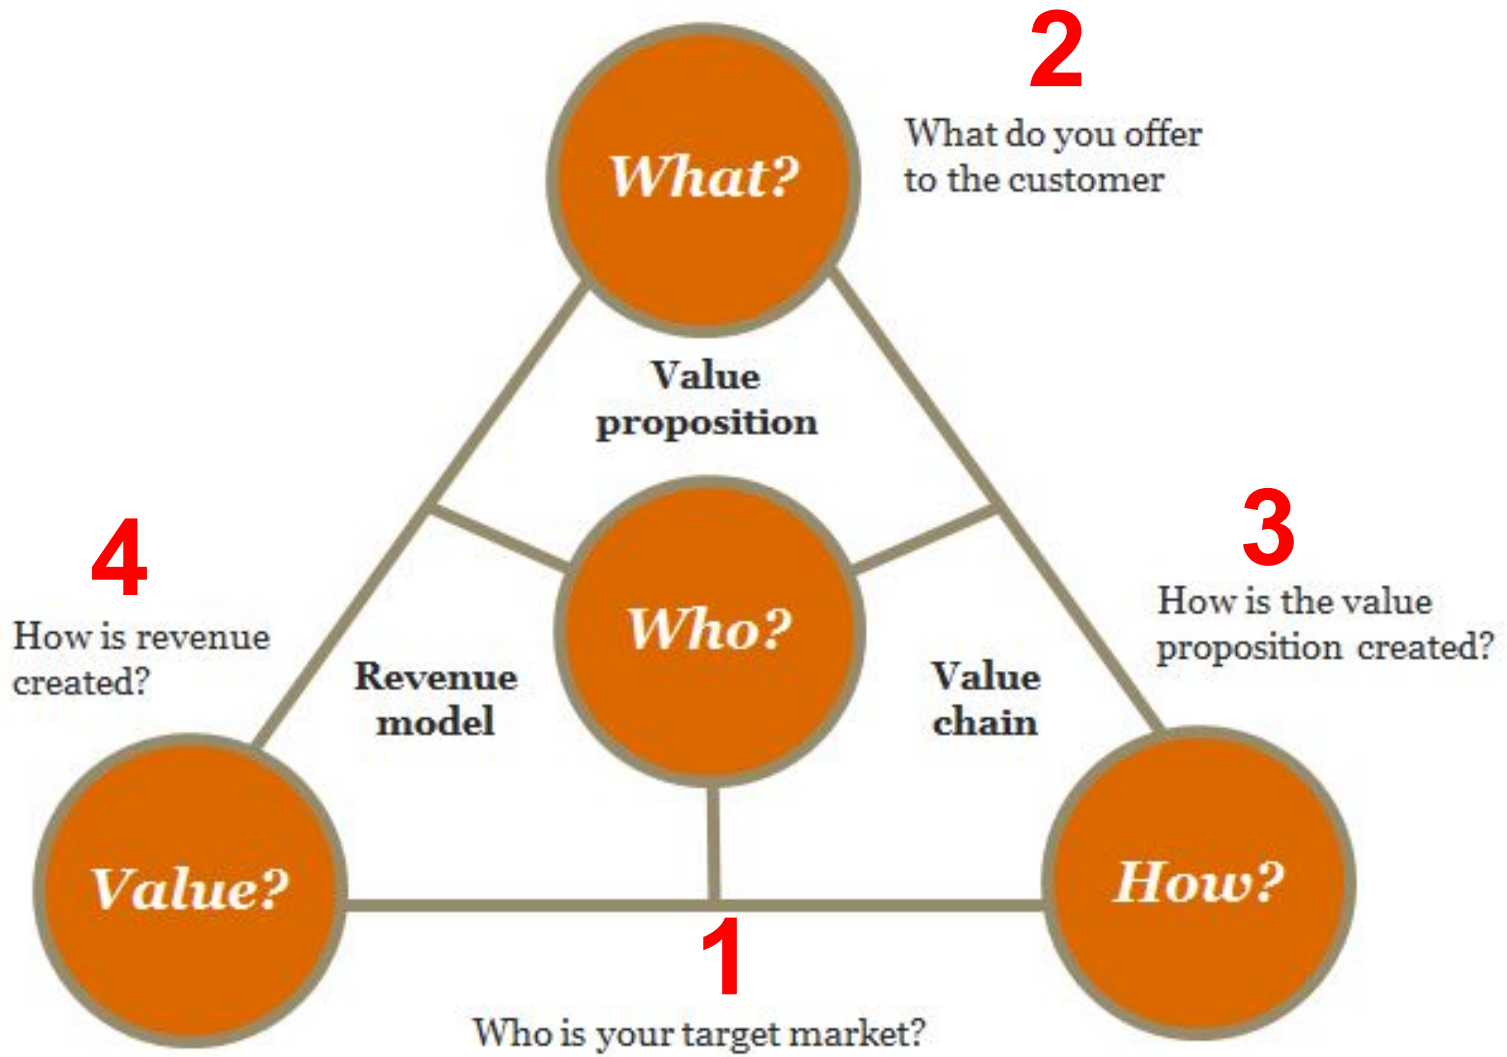 2
What do you offer
to the customer
What?
Value
proposition
4
How is revenue
created?
Who?
3
How is the value
proposition created?
Revenue
model
Value
chain
Value?
How?
1
Who is your target market?